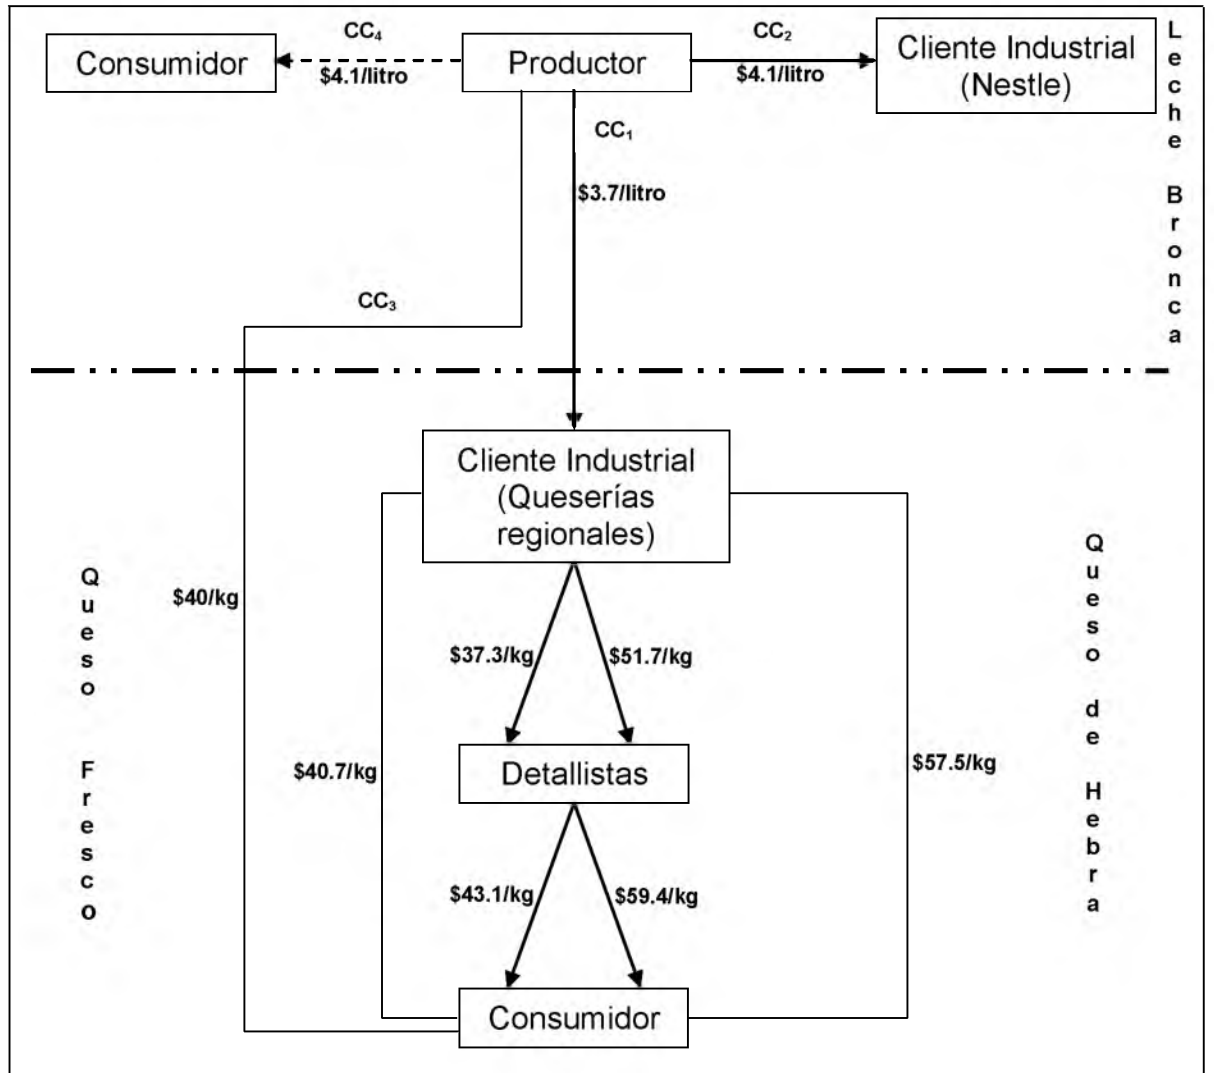 CC4
CC2
Consumidor
$4.1/litro
Productor
$4.1/litro
Cliente Industrial
(Nestle)
Leche Bronca
CC1
$3.7/litro
CC3
Cliente Industrial
(Queserías
regionales)
Queso Fresco
$40/kg
Queso de Hebra
$37.3/kg
$51.7/kg
$40.7/kg
Detallistas
$57.5/kg
$43.1/kg
$59.4/kg
Consumidor